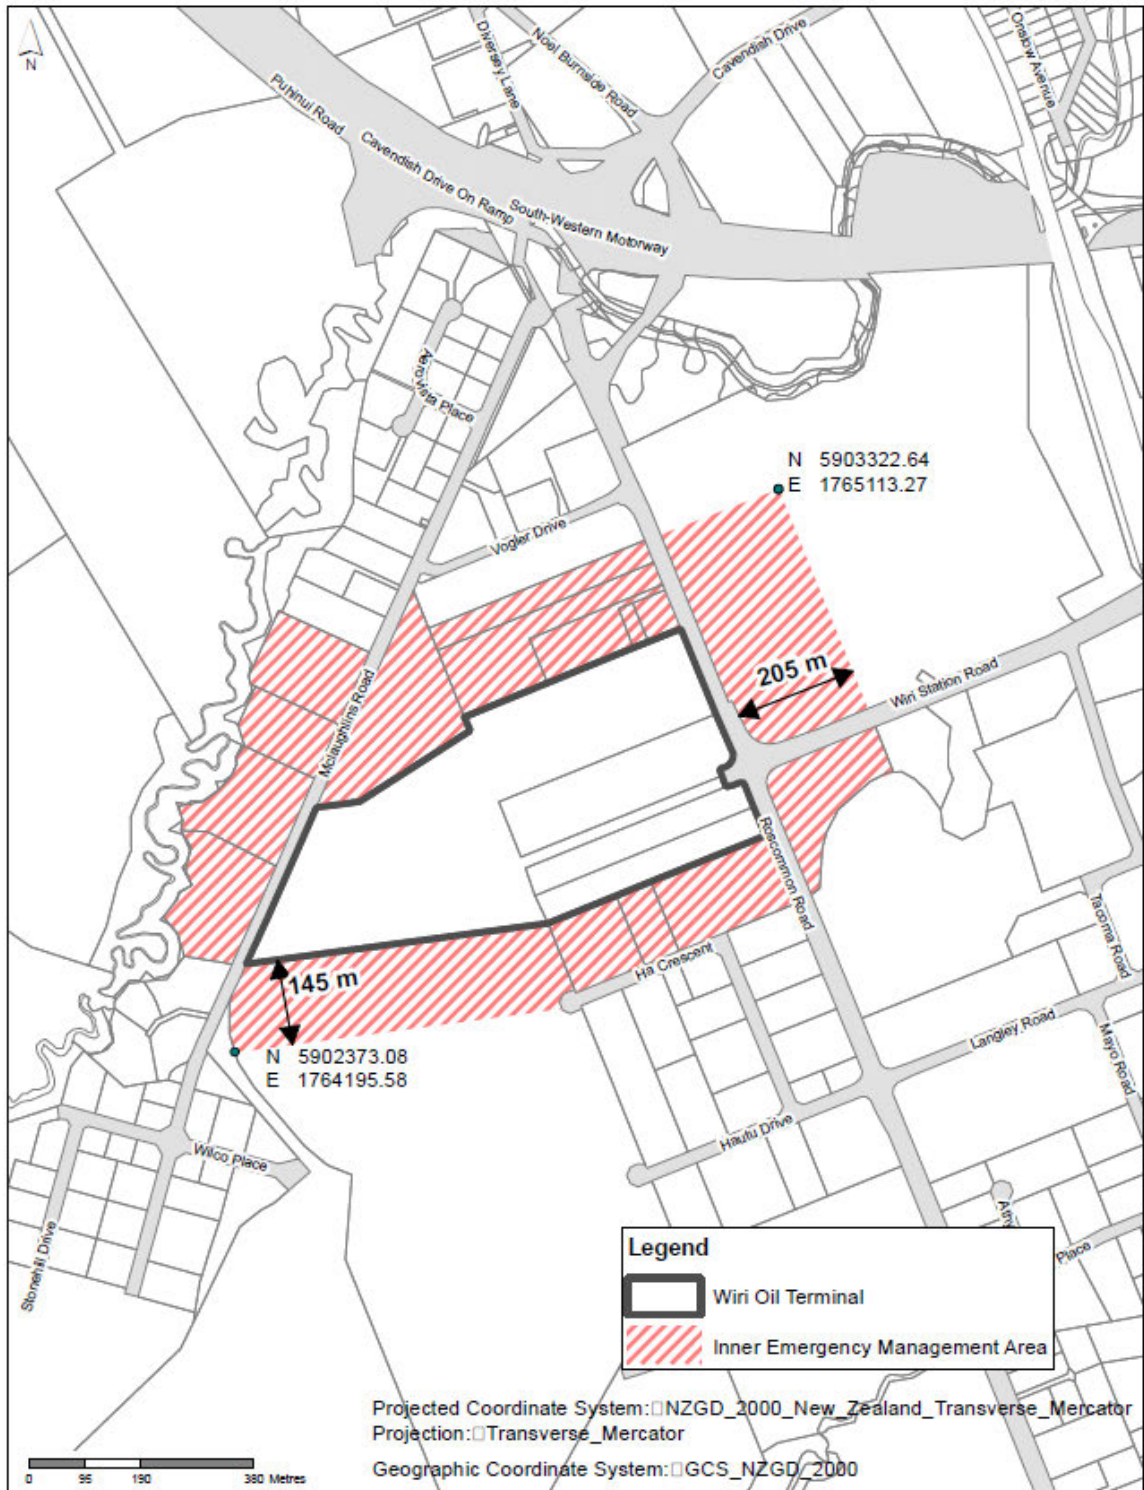 N
Puhinui Road
Diversey Lane
Noel Burnside Road
Cavendish Drive
Onslow Avenue
Cavendish Drive On Ramp
South-Western Motorway
Aerovista Place
N 5903322.64
E 1765113.27
Vogler Drive
Mclaughlins Road
205 m
Wiri Station Road
Roscommon Road
Tacoma Road
Ha Crescent
145 m
N 5902373.08
E 1764195.58
Langley Road
Mayo Road
Hautu Drive
Wilco Place
Stonehill Drive
Place
Legend
Wiri Oil Terminal
Inner Emergency Management Area
Projected Coordinate System:□NZGD_2000_New_Zealand_Transverse_Mercator
Projection:□Transverse_Mercator
Geographic Coordinate System:□GCS_NZGD_2000
0 95 190 380 Metres